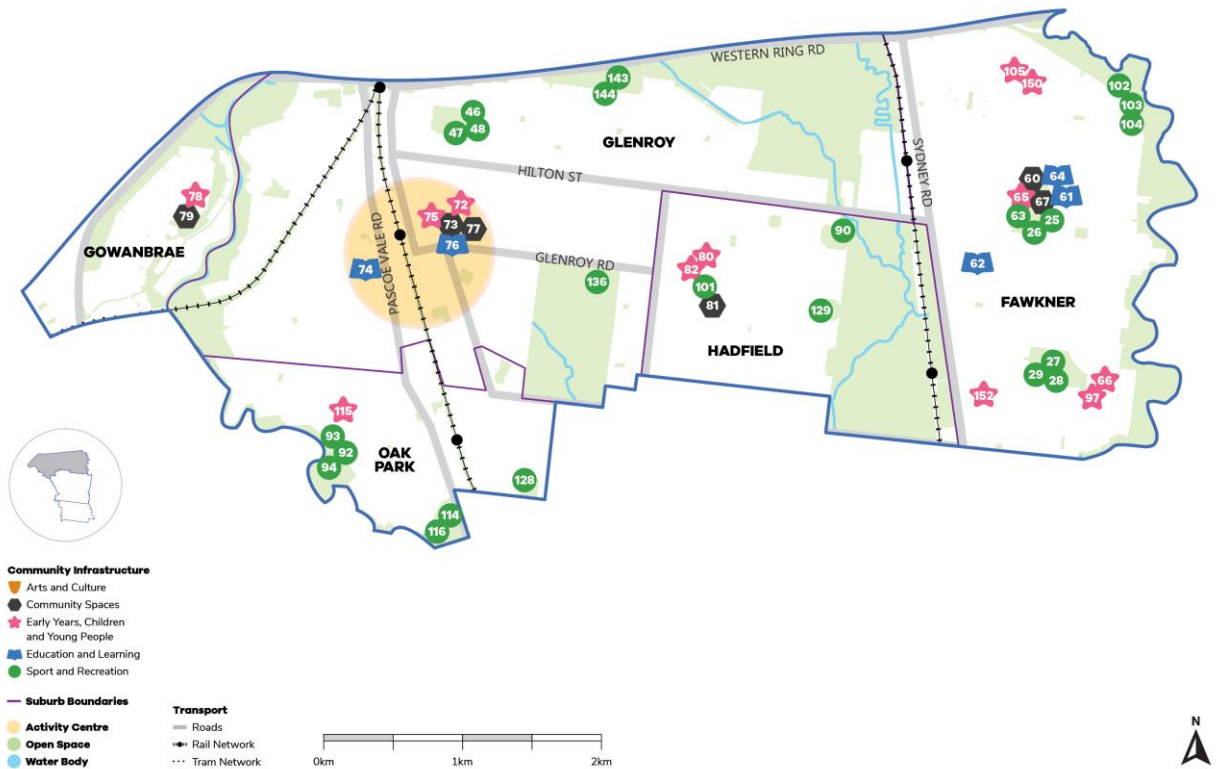 WESTERN RING RD
105
150
143
144
102
103
104
46
47
48
GLENROY
SYDNEY RD
HILTON ST
60
64
65
67
61
63
25
26
78
79
72
75
73
77
76
PASCOE VALE RD
90
GOWANBRAE
74
GLENROY RD
80
82
101
81
136
62
FAWKNER
129
HADFIELD
27
29
28
66
97
152
115
93
92
94
OAK
PARK
128
114
116
Community Infrastructure
Arts and Culture
Community Spaces
Early Years, Children
and Young People
Education and Learning
Sport and Recreation
Suburb Boundaries
Activity Centre
Open Space
Water Body
Transport
Roads
Rail Network
Tram Network
0km
1km
2km
N